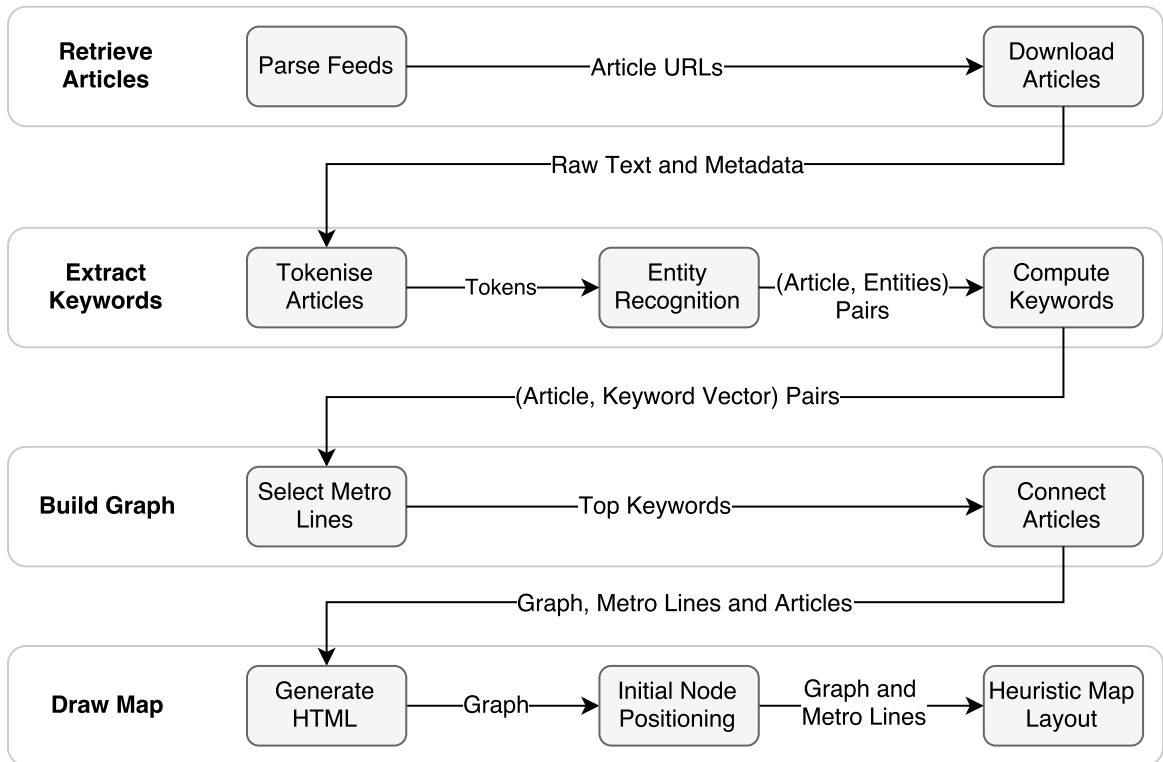 Retrieve
Articles
Parse Feeds
Article URLs
Download
Articles
Raw Text and Metadata
Extract
Keywords
Tokenise
Articles
Tokens
Entity
Recognition
(Article, Entities)
Pairs
Compute
Keywords
(Article, Keyword Vector) Pairs
Build Graph
Select Metro
Lines
Top Keywords
Connect
Articles
Graph, Metro Lines and Articles
Draw Map
Generate
HTML
Graph
Initial Node
Positioning
Graph and
Metro Lines
Heuristic Map
Layout